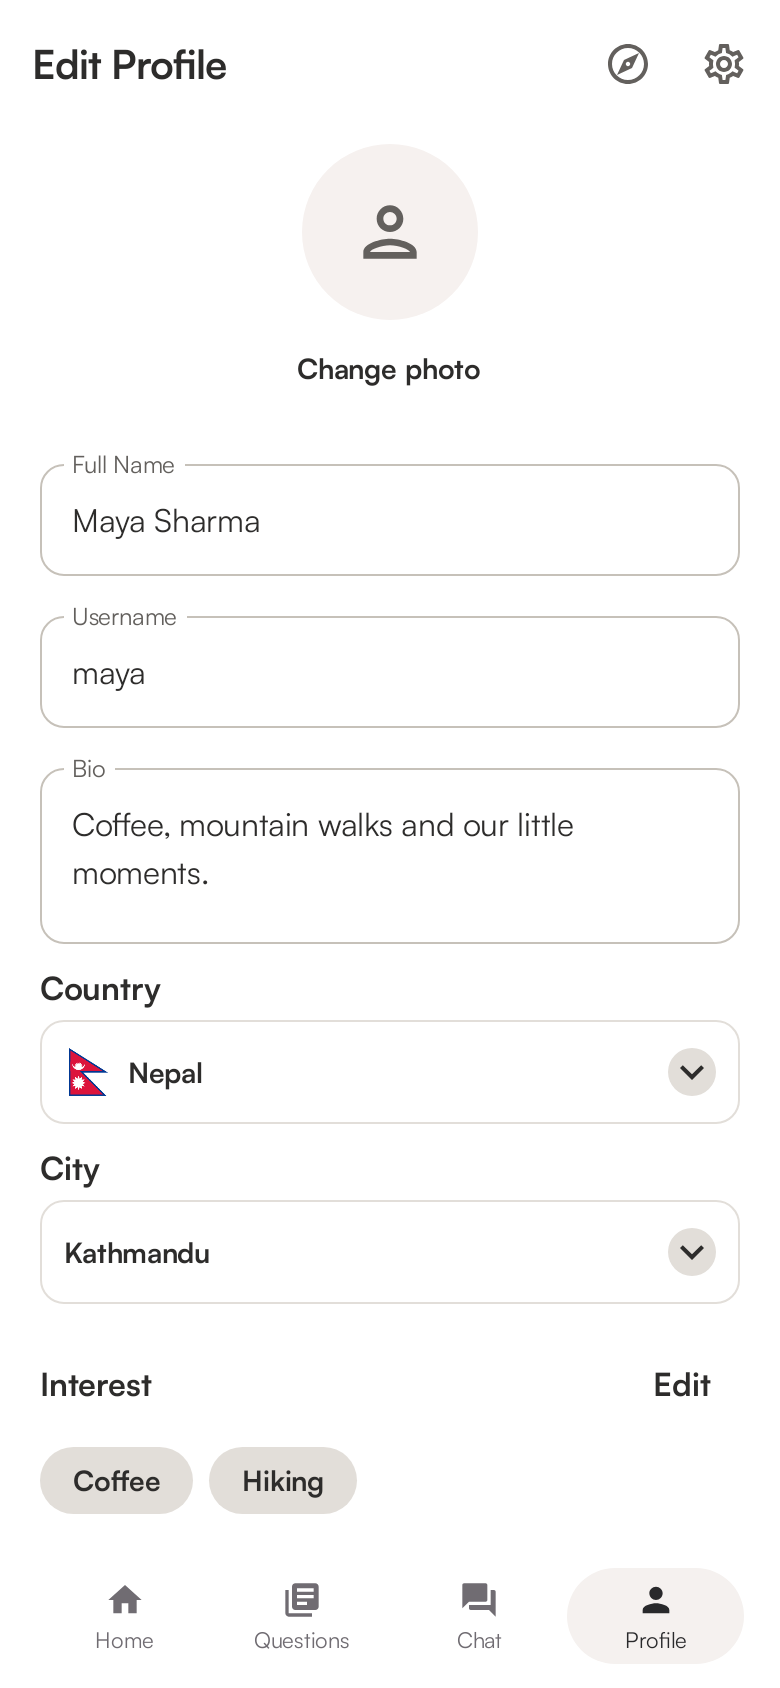 Edit Profile
Change photo
Full Name
Maya Sharma
Username
maya
Bio
Coffee, mountain walks and our little
moments.
Country
Nepal
City
Kathmandu
Interest
Edit
Coffee
Hiking
Home
Questions
Chat
Profile